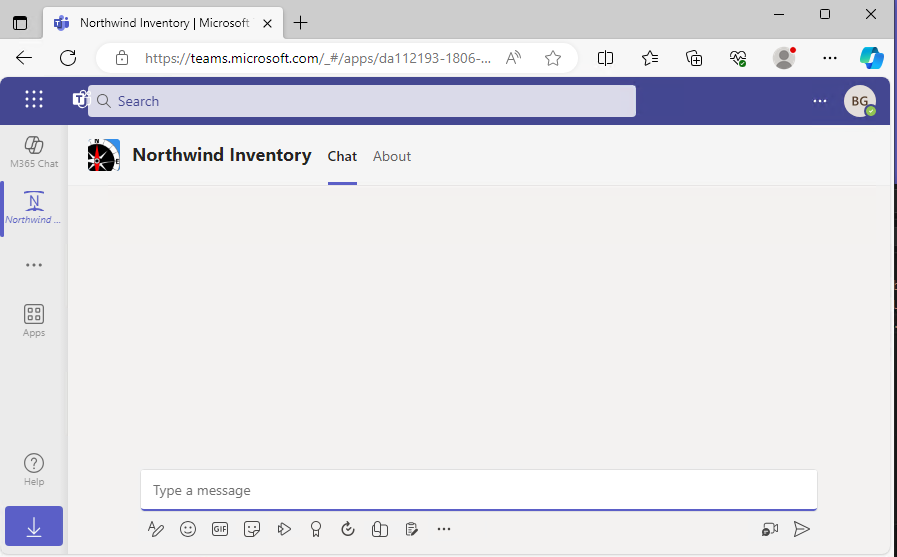 Northwind Inventory | Microsoft
https://teams.microsoft.com/_#/apps/da112193-1806-...
Search
BG
M365 Chat
N
E
Northwind Inventory
Chat
About
N
Northwind ...
Apps
Type a message
GIF
Help